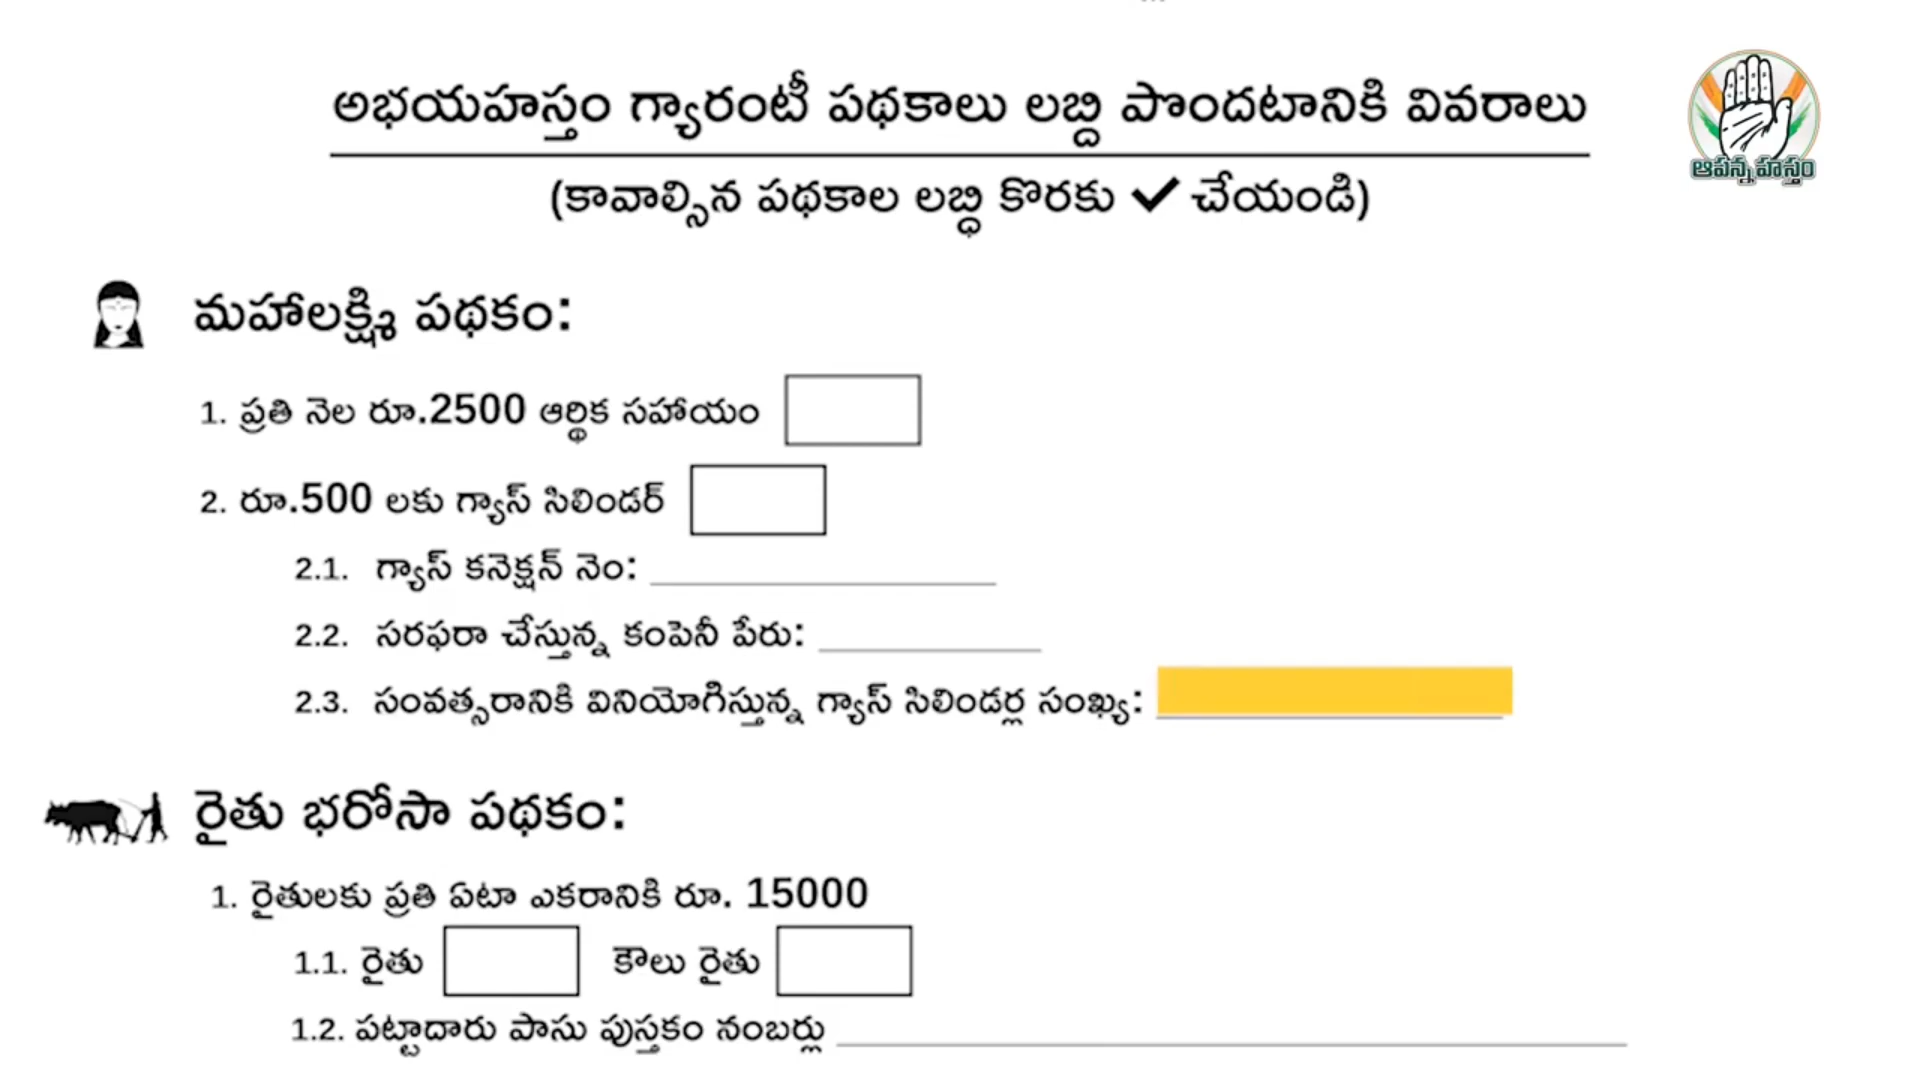 అభయహస్తం గ్యారంటీ పథకాలు లబ్ది పొందటానికి వివరాలు
ఆపన్న హస్తం
(కావాల్సిన పథకాల లబ్ధి కొరకు ✔ చేయండి)
మహాలక్ష్మి పథకం:
1. ప్రతి నెల రూ.2500 ఆర్థిక సహాయం
2. రూ.500 లకు గ్యాస్ సిలిండర్
2.1. గ్యాస్ కనెక్షన్ నెం:
2.2. సరఫరా చేస్తున్న కంపెనీ పేరు:
2.3. సంవత్సరానికి వినియోగిస్తున్న గ్యాస్ సిలిండర్ల సంఖ్య:
రైతు భరోసా పథకం:
1. రైతులకు ప్రతి ఏటా ఎకరానికి రూ. 15000
1.1. రైతు కౌలు రైతు
1.2. పట్టాదారు పాసు పుస్తకం నంబర్లు